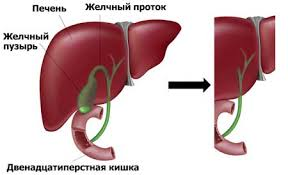 Печень
Желчный проток
Желчный
пузырь
Двенадцатиперстная кишка